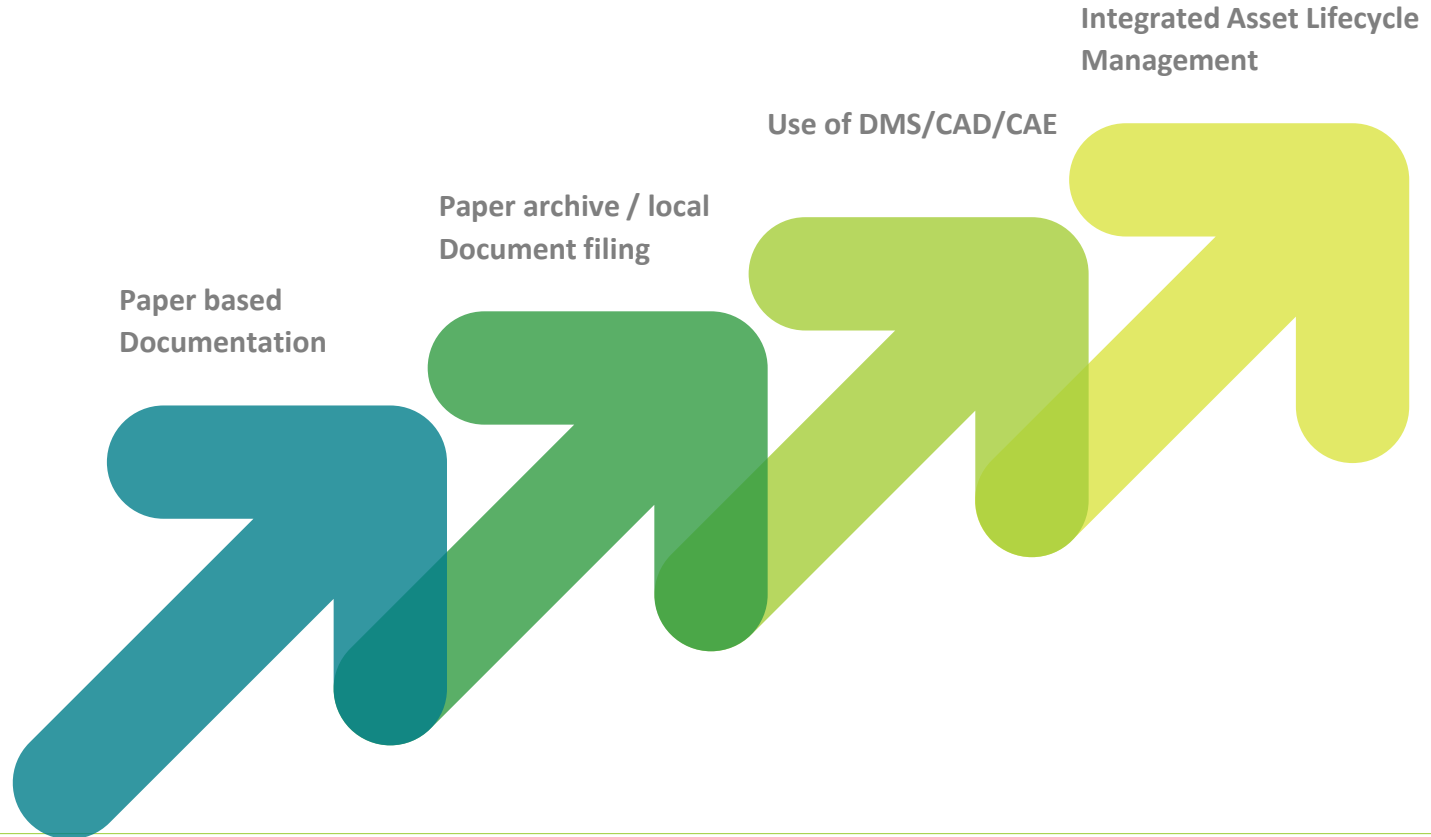 Integrated Asset Lifecycle
Management
Use of DMS/CAD/CAE
Paper archive / local
Document filing
Paper based
Documentation